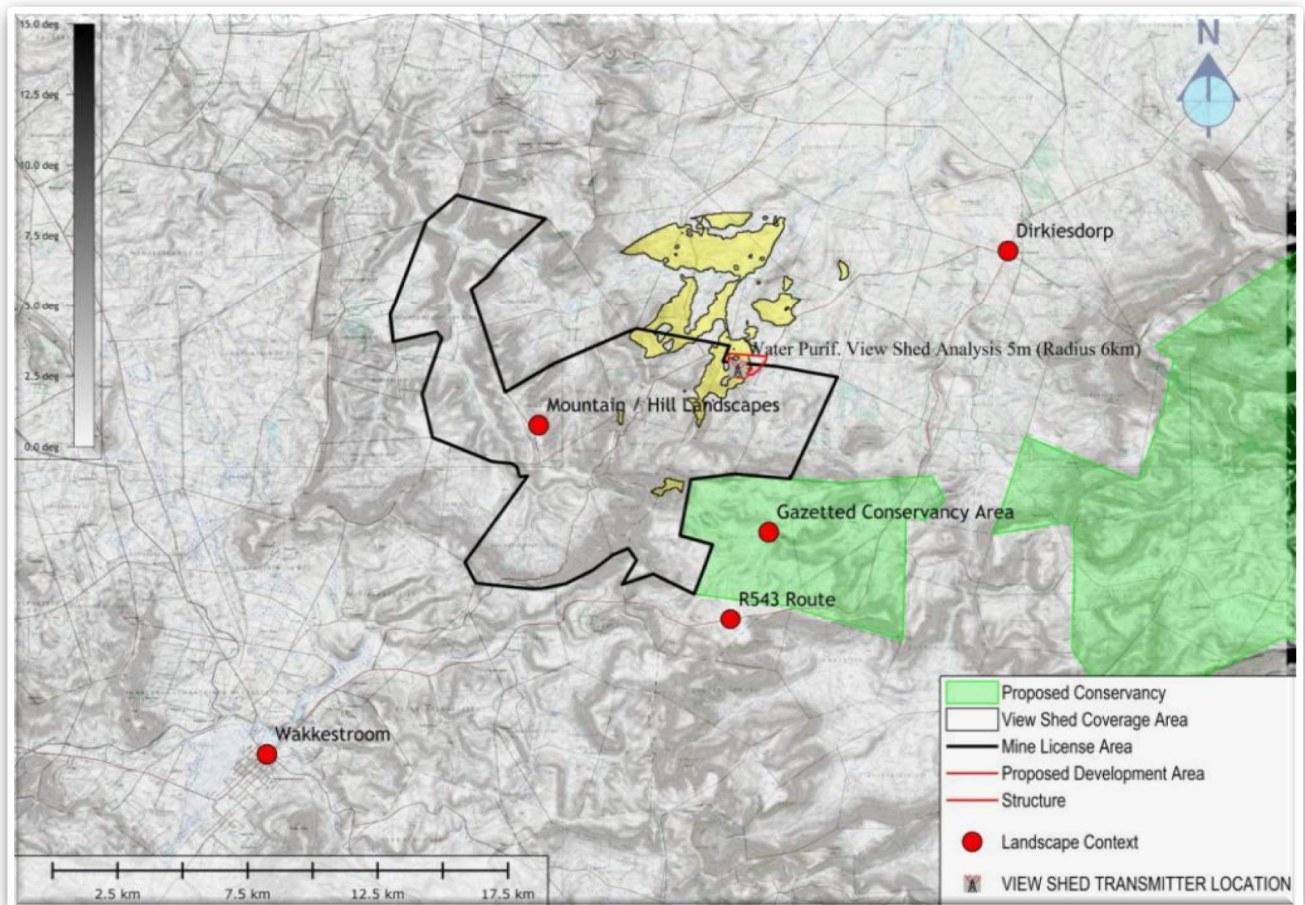 15.0 deg
12.5 deg
10.0 deg
7.5 deg
5.0 deg
2.5 deg
0.0 deg
N
Dirkiesdorp
Water Purif. View Shed Analysis 5m (Radius 6km)
Mountain / Hill Landscapes
Gazetted Conservancy Area
R543 Route
Wakkestroom
Proposed Conservancy
View Shed Coverage Area
Mine License Area
Proposed Development Area
Structure
Landscape Context
VIEW SHED TRANSMITTER LOCATION
2.5 km
7.5 km
12.5 km
17.5 km